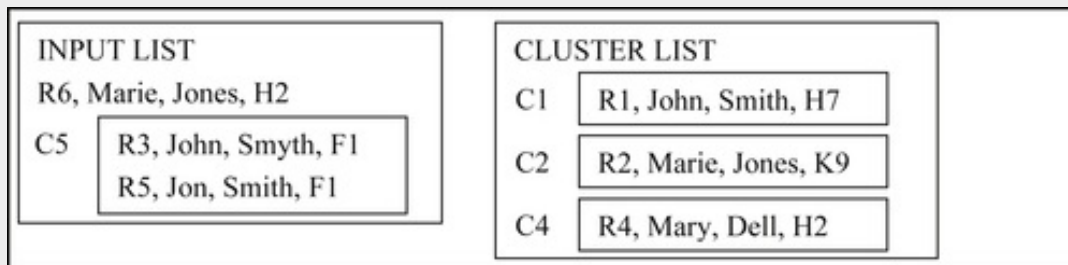 INPUT LIST
R6, Marie, Jones, H2
C5
R3, John, Smyth, F1
R5, Jon, Smith, F1
CLUSTER LIST
C1
R1, John, Smith, H7
C2
R2, Marie, Jones, K9
C4
R4, Mary, Dell, H2